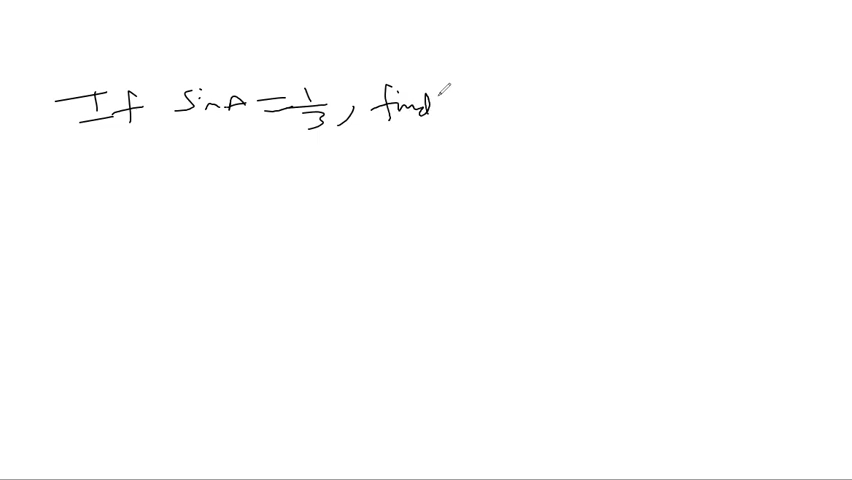 If sinA = 1/3, find